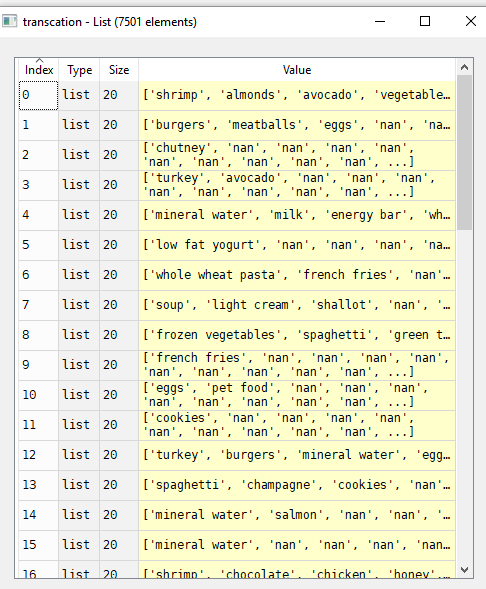 transcation - List (7501 elements)
Index Type Size Value
0 list 20 ['shrimp', 'almonds', 'avocado', 'vegetable…
1 list 20 ['burgers', 'meatballs', 'eggs', 'nan', 'na…
2 list 20 ['chutney', 'nan', 'nan', 'nan', 'nan',
'nan', 'nan', 'nan', 'nan', 'nan', ...]
3 list 20 ['turkey', 'avocado', 'nan', 'nan', 'nan',
'nan', 'nan', 'nan', 'nan', 'nan', ...]
4 list 20 ['mineral water', 'milk', 'energy bar', 'wh…
5 list 20 ['low fat yogurt', 'nan', 'nan', 'nan', 'na…
6 list 20 ['whole wheat pasta', 'french fries', 'nan'…
7 list 20 ['soup', 'light cream', 'shallot', 'nan', '…
8 list 20 ['frozen vegetables', 'spaghetti', 'green t…
9 list 20 ['french fries', 'nan', 'nan', 'nan', 'nan',
'nan', 'nan', 'nan', 'nan', 'nan', ...]
10 list 20 ['eggs', 'pet food', 'nan', 'nan', 'nan',
'nan', 'nan', 'nan', 'nan', 'nan', ...]
11 list 20 ['cookies', 'nan', 'nan', 'nan', 'nan',
'nan', 'nan', 'nan', 'nan', 'nan', ...]
12 list 20 ['turkey', 'burgers', 'mineral water', 'egg…
13 list 20 ['spaghetti', 'champagne', 'cookies', 'nan'…
14 list 20 ['mineral water', 'salmon', 'nan', 'nan', '…
15 list 20 ['mineral water', 'nan', 'nan', 'nan', 'nan…
16 list 20 ['shrimp', 'chocolate', 'chicken', 'honey',…